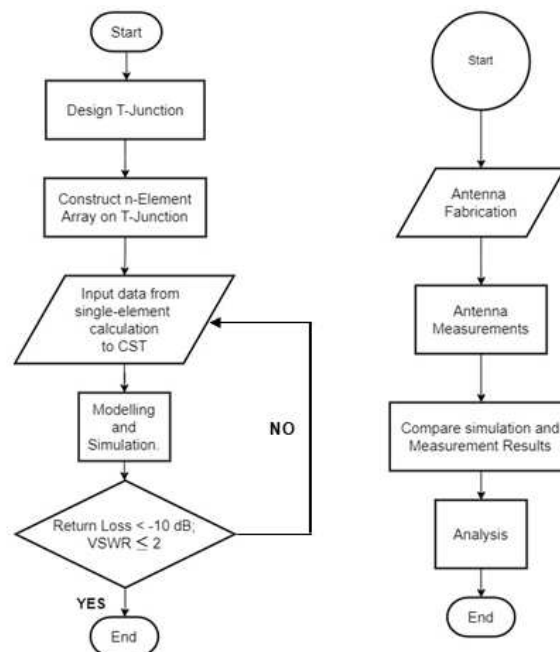 Start
Design T-Junction
Construct n-Element
Array on T-Junction
Input data from
single-element
calculation
to CST
Modelling
and
Simulation.
NO
Return Loss < -10 dB;
VSWR ≤ 2
YES
End
Start
Antenna
Fabrication
Antenna
Measurements
Compare simulation and
Measurement Results
Analysis
End